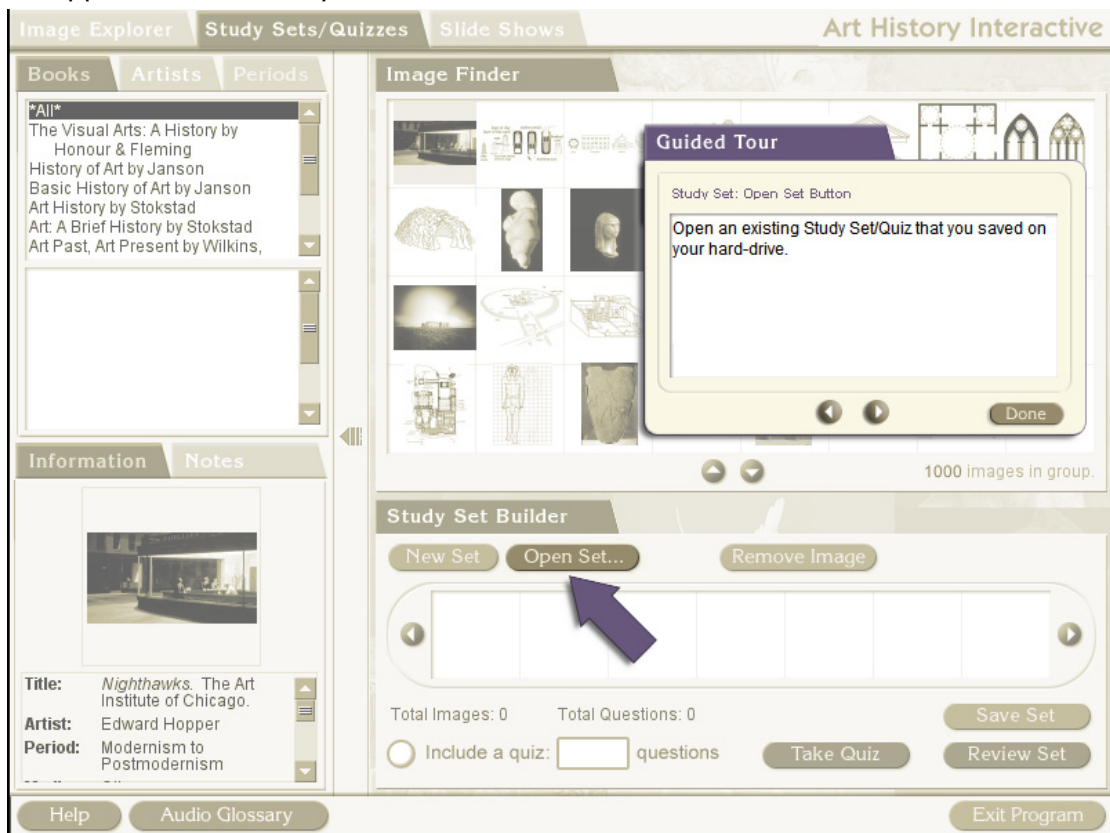 Image Explorer
Study Sets/Quizzes
Slide Shows
Art History Interactive
Books
Artists
Periods
*All*
The Visual Arts: A History by
Honour & Fleming
History of Art by Janson
Basic History of Art by Janson
Art History by Stokstad
Art: A Brief History by Stokstad
Art Past, Art Present by Wilkins,
Information
Notes
Title: Nighthawks. The Art
Institute of Chicago.
Artist: Edward Hopper
Period: Modernism to
Postmodernism
Image Finder
Guided Tour
Study Set: Open Set Button
Open an existing Study Set/Quiz that you saved on
your hard-drive.
Done
1000 images in group.
Study Set Builder
New Set
Open Set...
Remove Image
Total Images: 0
Total Questions: 0
Save Set
Include a quiz:
questions
Take Quiz
Review Set
Help
Audio Glossary
Exit Program